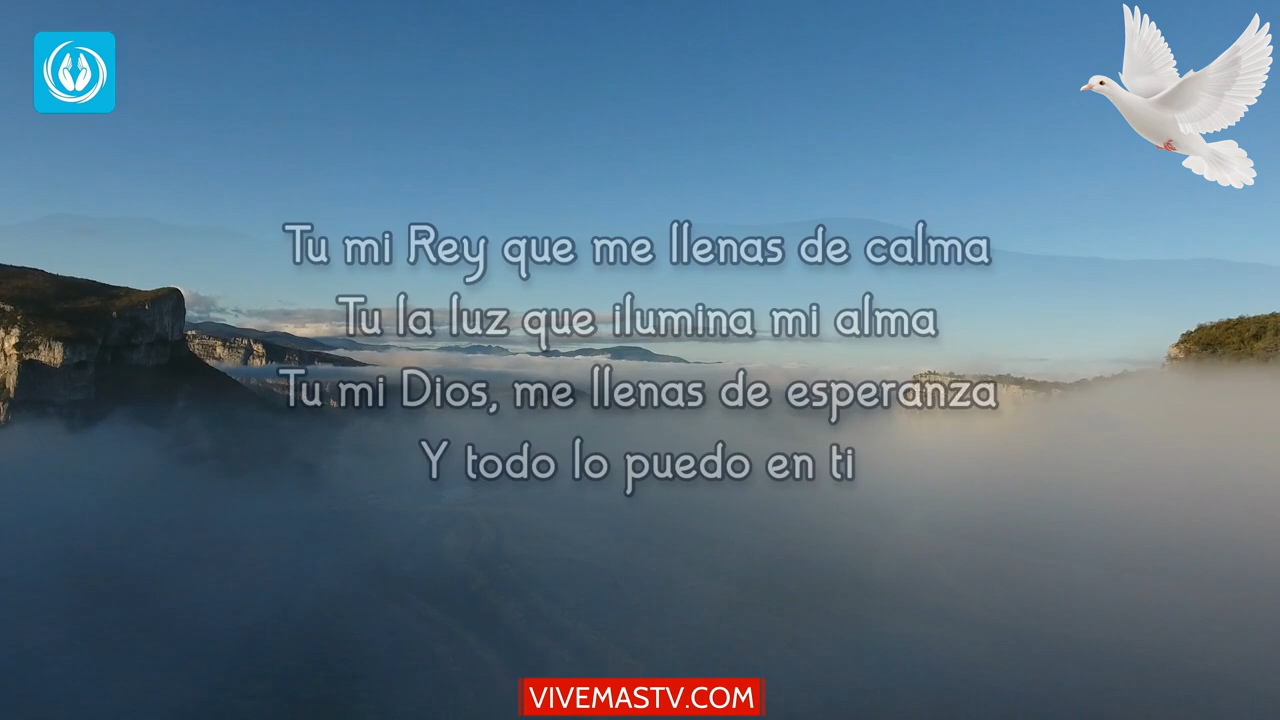 Tu mi Rey que me llenas de calma
Tu la luz que ilumina mi alma
Tu mi Dios, me llenas de esperanza
Y todo lo puedo en ti
VIVEMASTV.COM